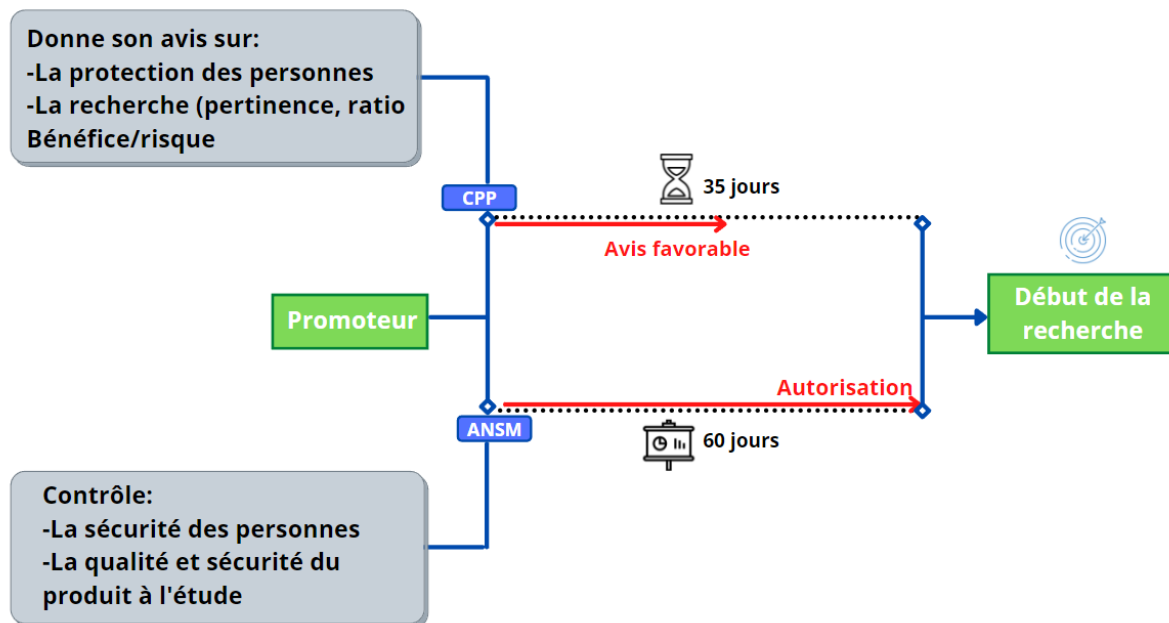 Donne son avis sur:
-La protection des personnes
-La recherche (pertinence, ratio
Bénéfice/risque
CPP
35 jours
Avis favorable
Promoteur
Début de la
recherche
Autorisation
ANSM
60 jours
Contrôle:
-La sécurité des personnes
-La qualité et sécurité du
produit à l'étude